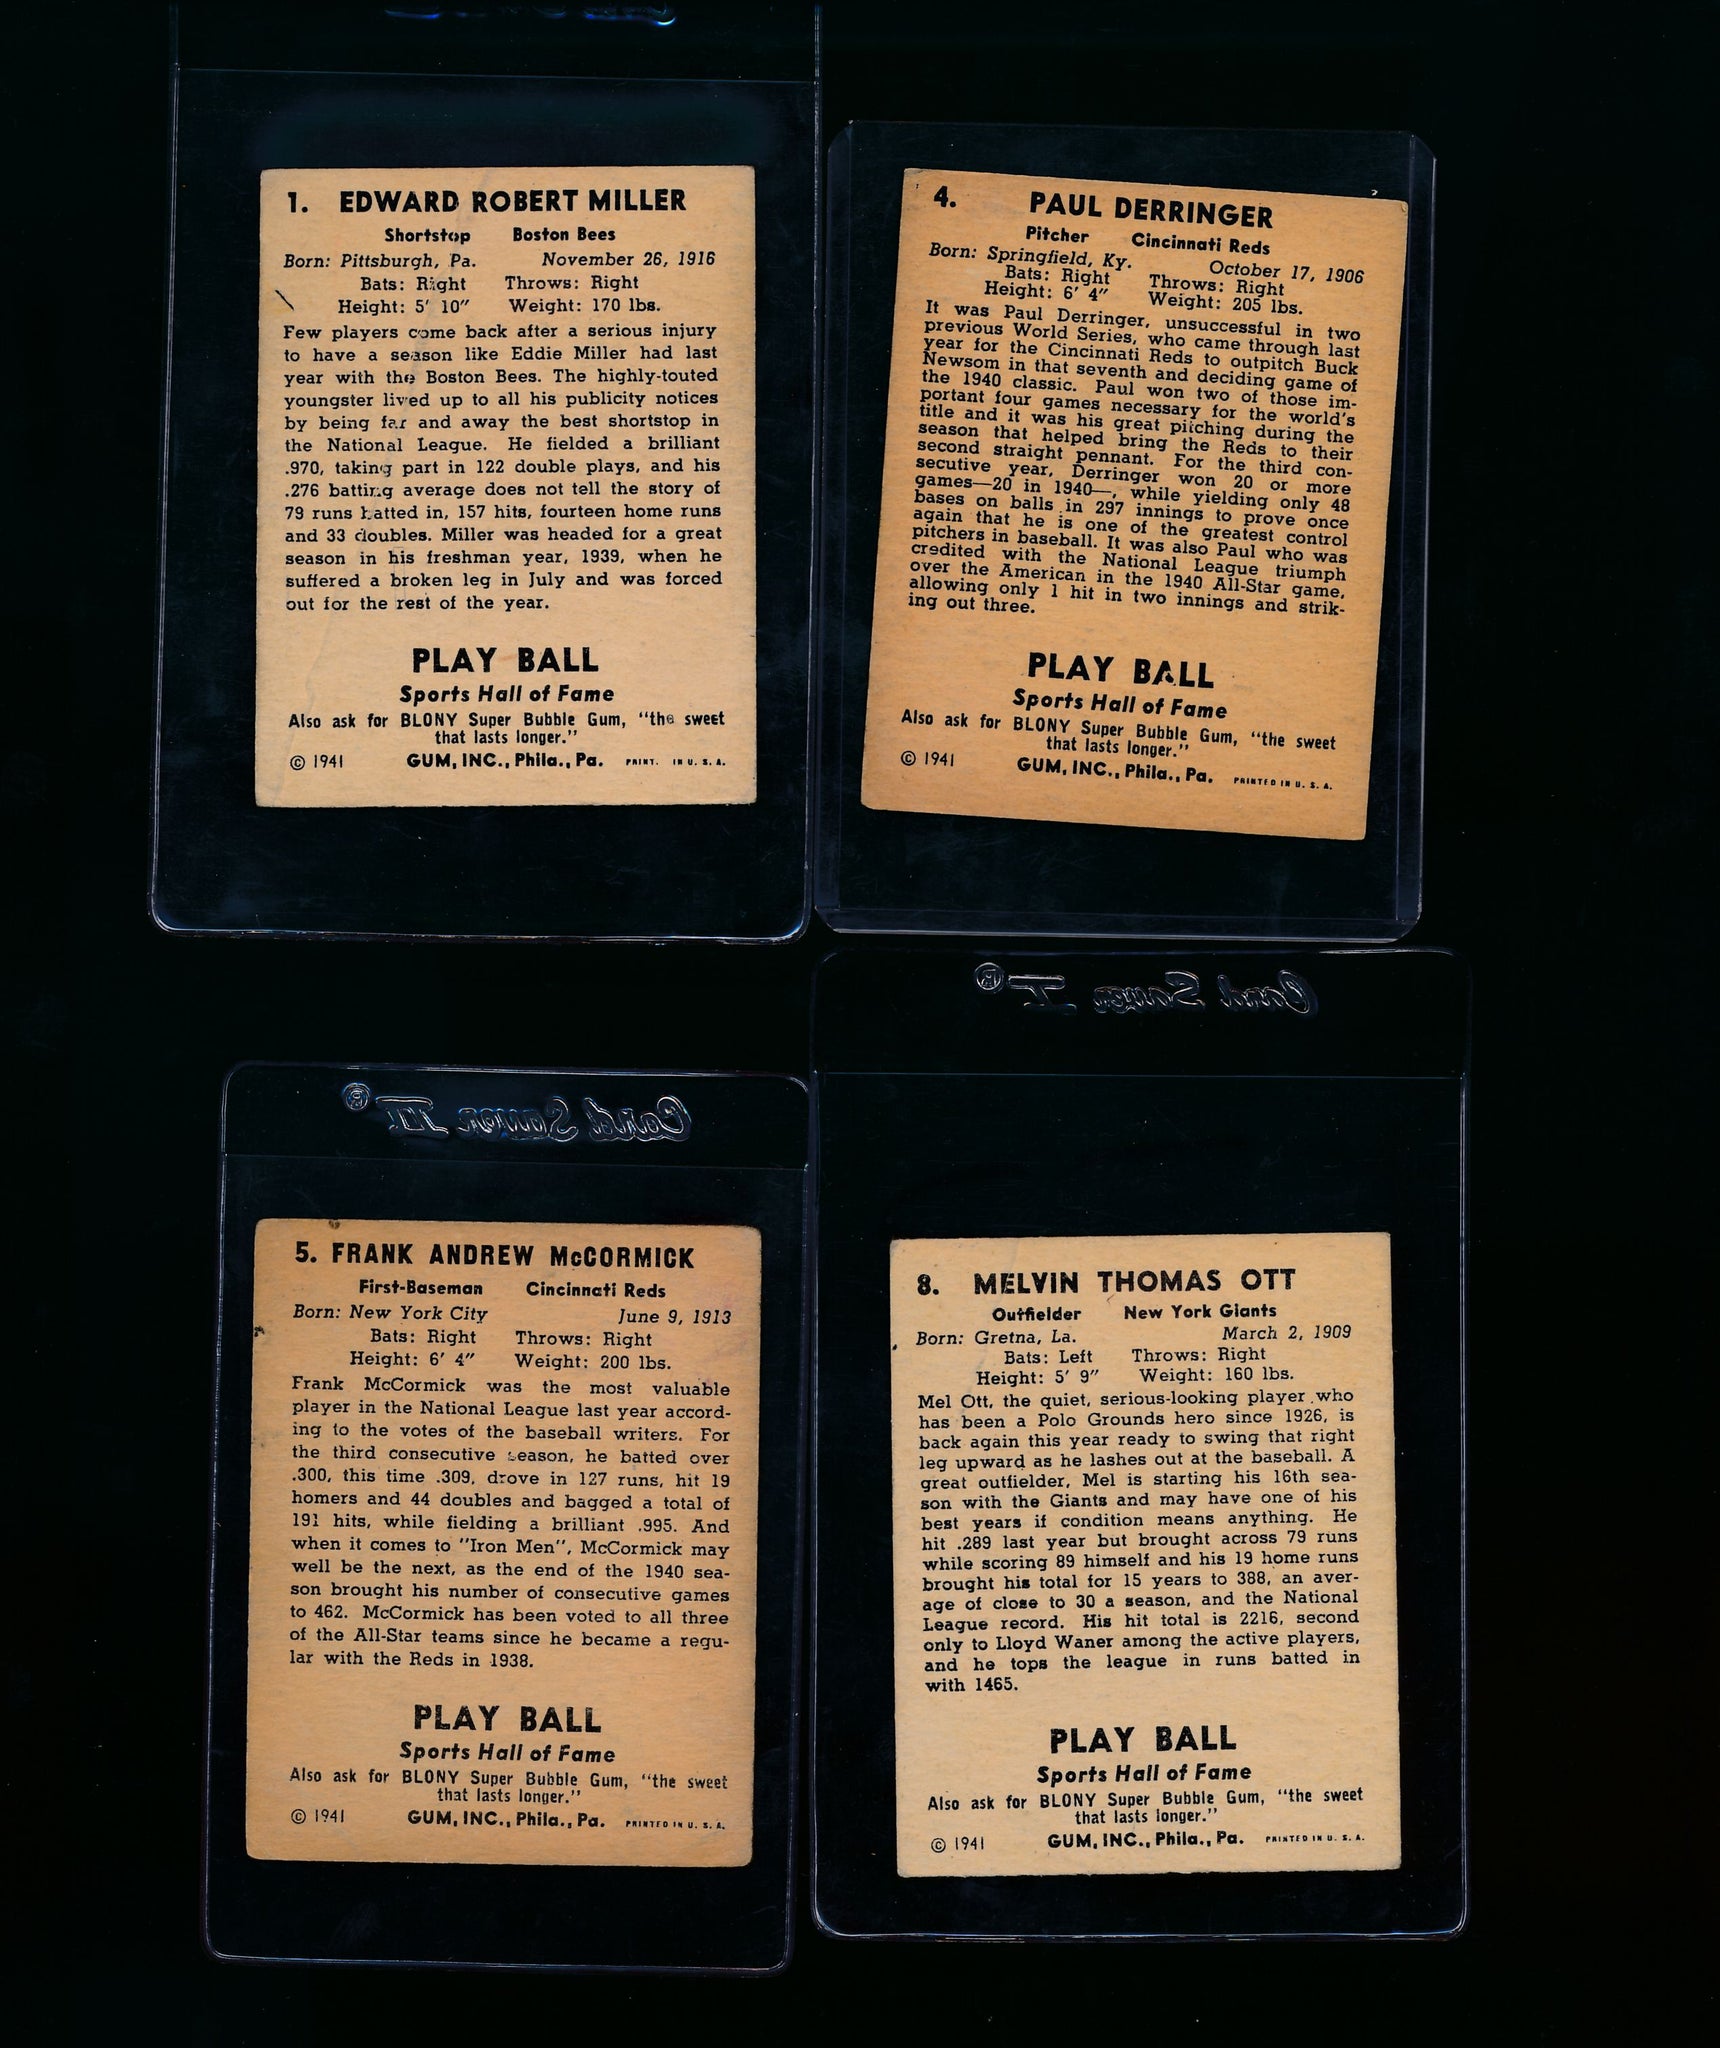 1. EDWARD ROBERT MILLER
Shortstop Boston Bees
Born: Pittsburgh, Pa. November 26, 1916
Bats: Right Throws: Right
Height: 5' 10" Weight: 170 lbs.
Few players come back after a serious injury
to have a season like Eddie Miller had last
year with the Boston Bees. The highly-touted
youngster lived up to all his publicity notices
by being far and away the best shortstop in
the National League. He fielded a brilliant
.970, taking part in 122 double plays, and his
.276 batting average does not tell the story of
79 runs batted in, 157 hits, fourteen home runs
and 33 doubles. Miller was headed for a great
season in his freshman year, 1939, when he
suffered a broken leg in July and was forced
out for the rest of the year.
PLAY BALL
Sports Hall of Fame
Also ask for BLONY Super Bubble Gum, "the sweet
that lasts longer."
© 1941 GUM, INC., Phila., Pa. PRINT. IN U. S. A.
4. PAUL DERRINGER
Pitcher Cincinnati Reds
Born: Springfield, Ky. October 17, 1906
Bats: Right Throws: Right
Height: 6' 4" Weight: 205 lbs.
It was Paul Derringer, unsuccessful in two
previous World Series, who came through last
year for the Cincinnati Reds to outpitch Buck
Newsom in that seventh and deciding game of
the 1940 classic. Paul won two of those im-
portant four games necessary for the world's
title and it was his great pitching during the
season that helped bring the Reds to their
second straight pennant. For the third con-
secutive year, Derringer won 20 or more
games—20 in 1940—, while yielding only 48
bases on balls in 297 innings to prove once
again that he is one of the greatest control
pitchers in baseball. It was also Paul who was
credited with the National League triumph
over the American in the 1940 All-Star game,
allowing only 1 hit in two innings and strik-
ing out three.
PLAY BALL
Sports Hall of Fame
Also ask for BLONY Super Bubble Gum, "the sweet
that lasts longer."
© 1941 GUM, INC., Phila., Pa. PRINTED IN U. S. A.
Card Saver II®
Card Saver I®
5. FRANK ANDREW McCORMICK
First-Baseman Cincinnati Reds
Born: New York City June 9, 1913
Bats: Right Throws: Right
Height: 6' 4" Weight: 200 lbs.
Frank McCormick was the most valuable
player in the National League last year accord-
ing to the votes of the baseball writers. For
the third consecutive season, he batted over
.300, this time .309, drove in 127 runs, hit 19
homers and 44 doubles and bagged a total of
191 hits, while fielding a brilliant .995. And
when it comes to "Iron Men", McCormick may
well be the next, as the end of the 1940 sea-
son brought his number of consecutive games
to 462. McCormick has been voted to all three
of the All-Star teams since he became a regu-
lar with the Reds in 1938.
PLAY BALL
Sports Hall of Fame
Also ask for BLONY Super Bubble Gum, "the sweet
that lasts longer."
© 1941 GUM, INC., Phila., Pa. PRINTED IN U. S. A.
8. MELVIN THOMAS OTT
Outfielder New York Giants
Born: Gretna, La. March 2, 1909
Bats: Left Throws: Right
Height: 5' 9" Weight: 160 lbs.
Mel Ott, the quiet, serious-looking player who
has been a Polo Grounds hero since 1926, is
back again this year ready to swing that right
leg upward as he lashes out at the baseball. A
great outfielder, Mel is starting his 16th sea-
son with the Giants and may have one of his
best years if condition means anything. He
hit .289 last year but brought across 79 runs
while scoring 89 himself and his 19 home runs
brought his total for 15 years to 388, an aver-
age of close to 30 a season, and the National
League record. His hit total is 2216, second
only to Lloyd Waner among the active players,
and he tops the league in runs batted in
with 1465.
PLAY BALL
Sports Hall of Fame
Also ask for BLONY Super Bubble Gum, "the sweet
that lasts longer."
© 1941 GUM, INC., Phila., Pa. PRINTED IN U. S. A.